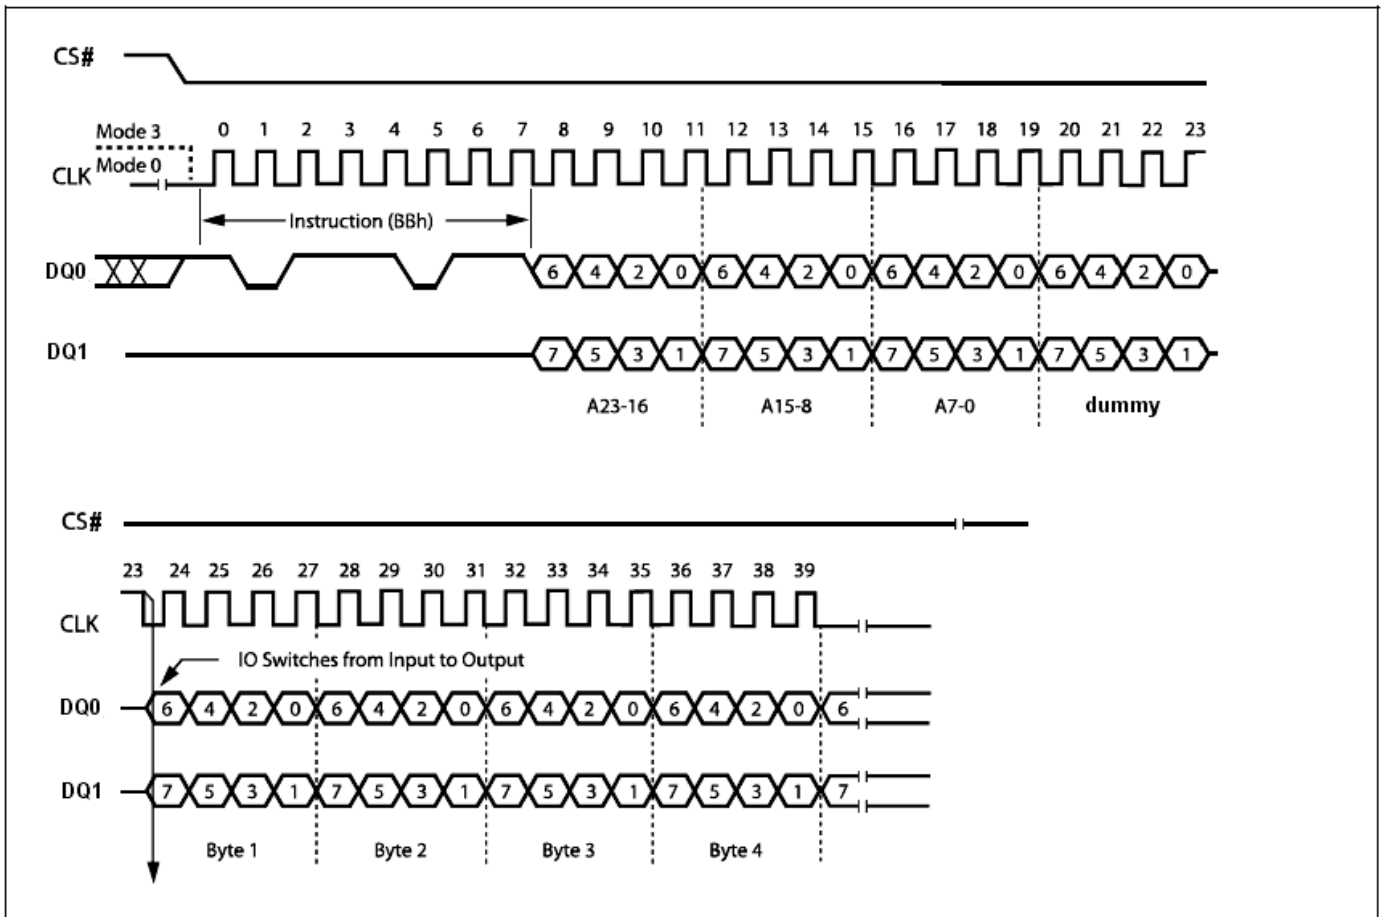 CS#
Mode 3
0 1 2 3 4 5 6 7 8 9 10 11 12 13 14 15 16 17 18 19 20 21 22 23
Mode 0
CLK
Instruction (BBh)
DQ0 6 4 2 0 6 4 2 0 6 4 2 0 6 4 2 0
DQ1 7 5 3 1 7 5 3 1 7 5 3 1 7 5 3 1
A23-16 A15-8 A7-0 dummy
CS#
23 24 25 26 27 28 29 30 31 32 33 34 35 36 37 38 39
CLK
IO Switches from Input to Output
DQ0 6 4 2 0 6 4 2 0 6 4 2 0 6 4 2 0 6
DQ1 7 5 3 1 7 5 3 1 7 5 3 1 7 5 3 1 7
Byte 1 Byte 2 Byte 3 Byte 4